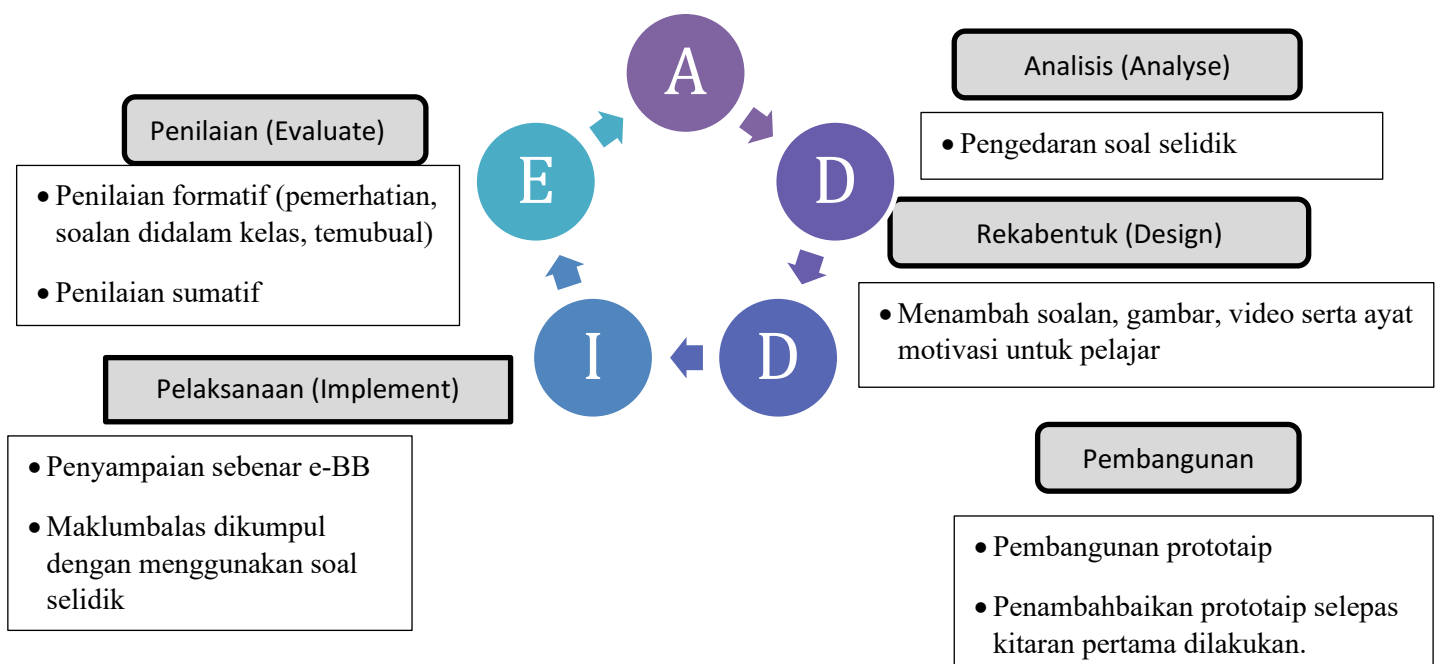 A
D
D
I
E
Analisis (Analyse)
• Pengedaran soal selidik
Rekabentuk (Design)
• Menambah soalan, gambar, video serta ayat
motivasi untuk pelajar
Pembangunan
• Pembangunan prototaip
• Penambahbaikan prototaip selepas
kitaran pertama dilakukan.
Pelaksanaan (Implement)
• Penyampaian sebenar e-BB
• Maklumbalas dikumpul
dengan menggunakan soal
selidik
Penilaian (Evaluate)
• Penilaian formatif (pemerhatian,
soalan didalam kelas, temubual)
• Penilaian sumatif